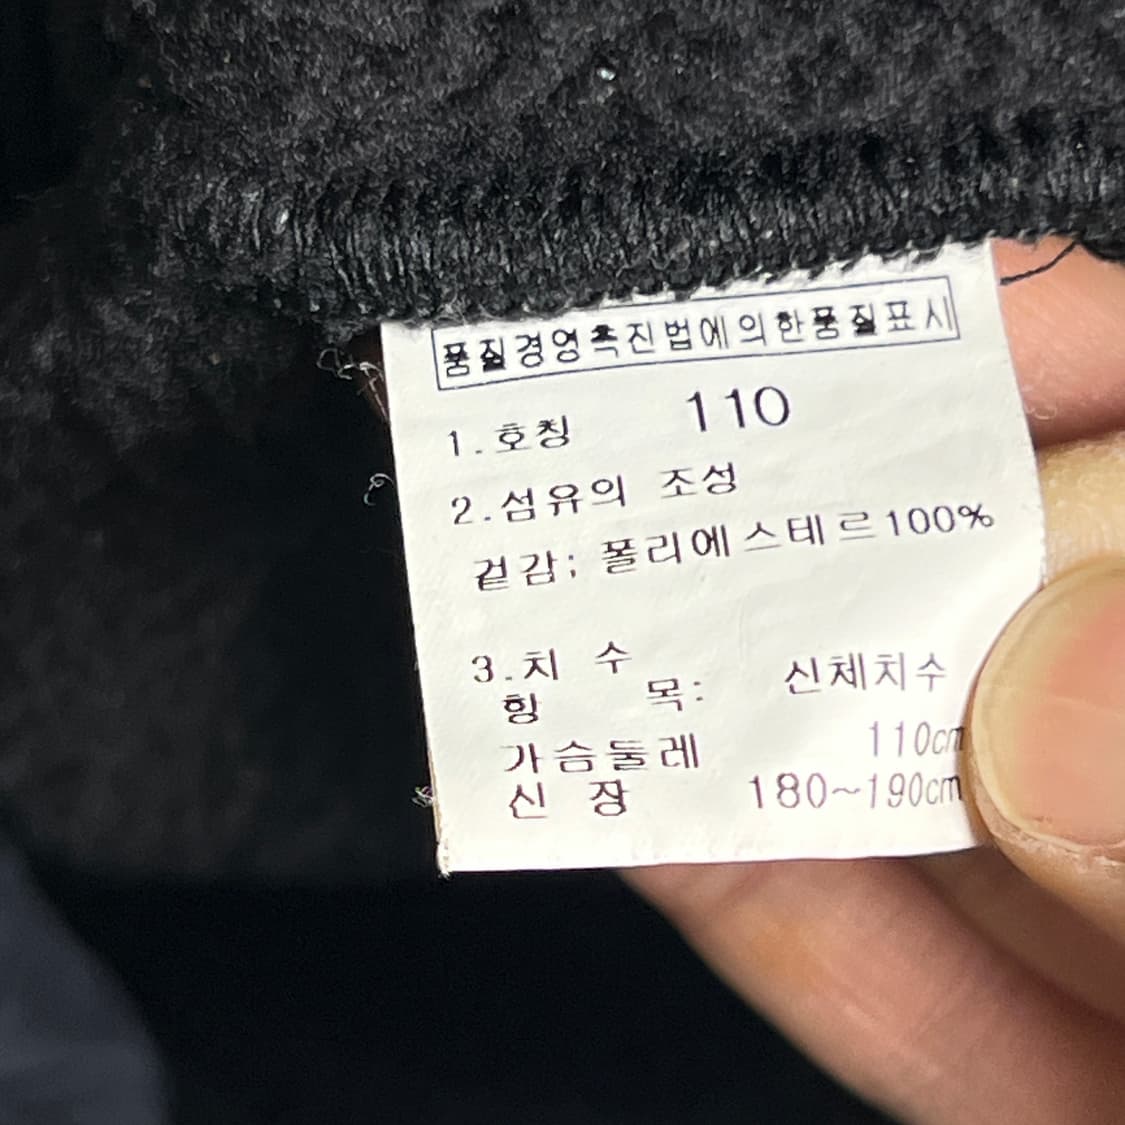 품질경영촉진법에의한품질표시
1.호칭 110
2.섬유의 조성
겉감; 폴리에스테르100%
3.치 수
항 목: 신체치수
가슴둘레 110cm
신 장 180~190cm